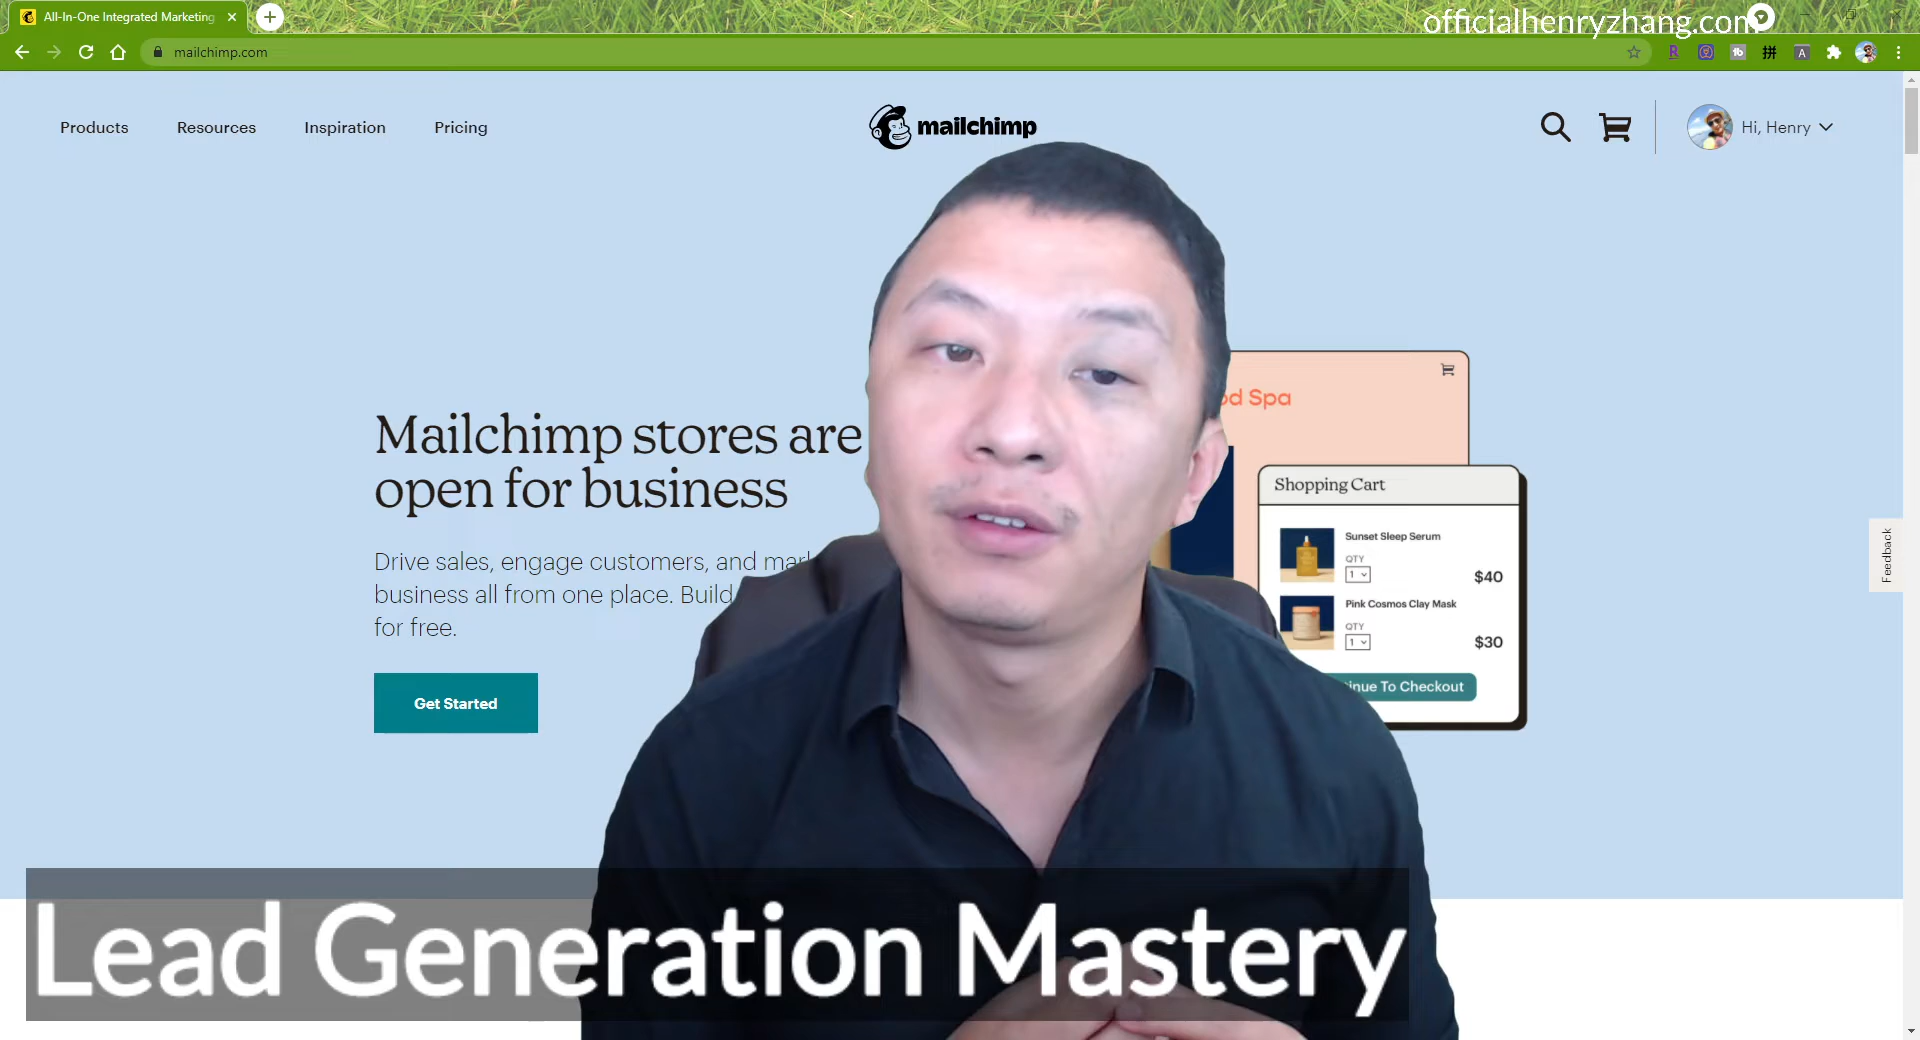 All-In-One Integrated Marketing
officialhenryzhang.com
mailchimp.com
Products
Resources
Inspiration
Pricing
mailchimp
Hi, Henry
Mailchimp stores are
open for business
Drive sales, engage customers, and
business all from one place. Build
for free.
Get Started
Spa
Shopping Cart
Sunset Sleep Serum
QTY
1
$40
Pink Cosmos Clay Mask
QTY
1
$30
To Checkout
Feedback
Lead Generation Mastery